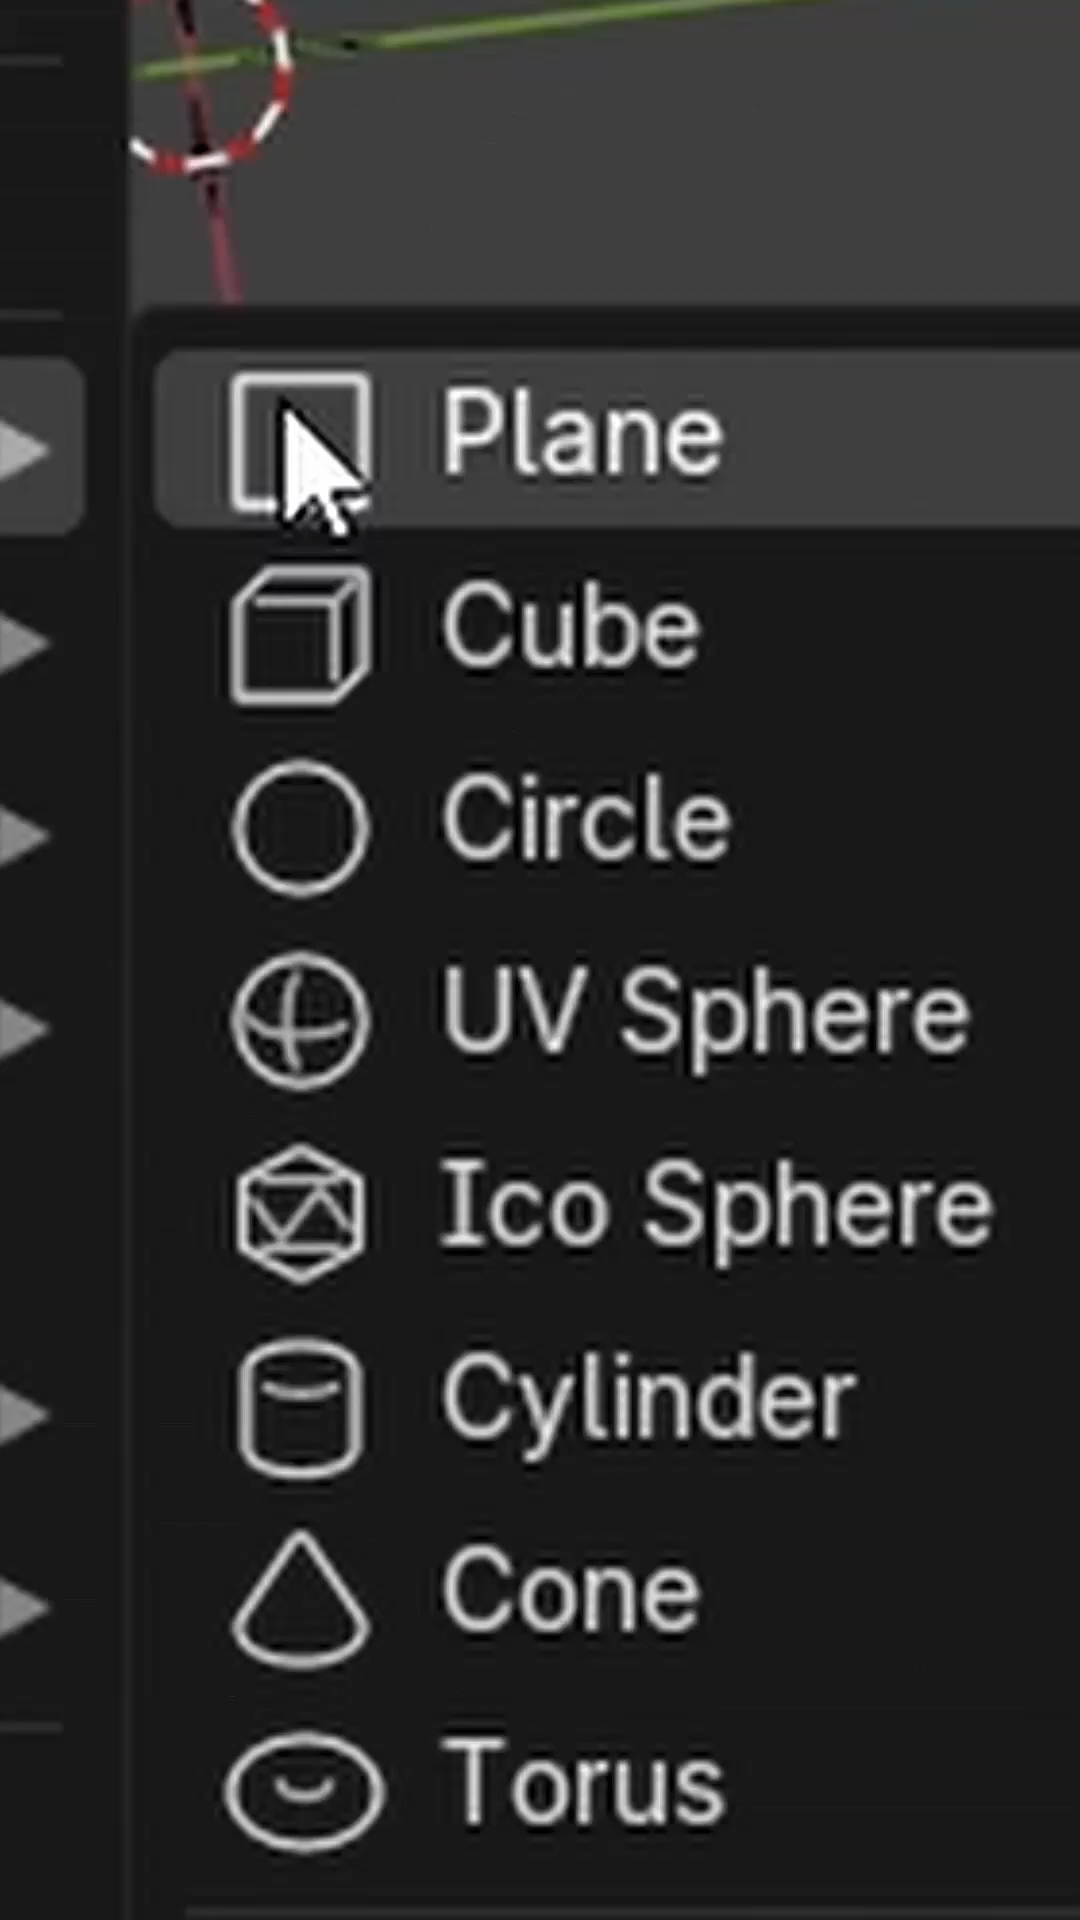 Plane
Cube
Circle
UV Sphere
Ico Sphere
Cylinder
Cone
Torus